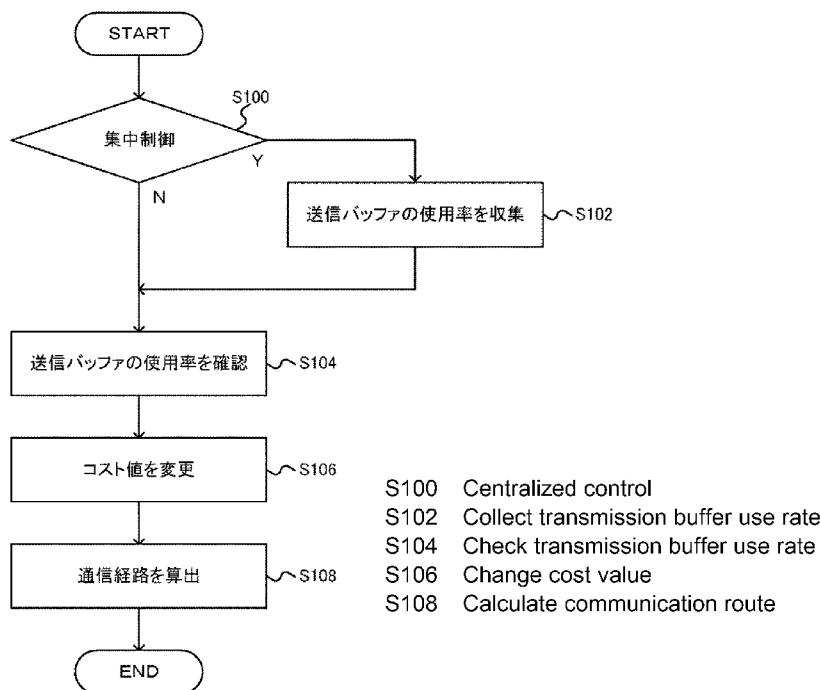 START
S100
集中制御
Y
N
送信バッファの使用率を収集
S102
送信バッファの使用率を確認
S104
コスト値を変更
S106
通信経路を算出
S108
END
S100 Centralized control
S102 Collect transmission buffer use rate
S104 Check transmission buffer use rate
S106 Change cost value
S108 Calculate communication route